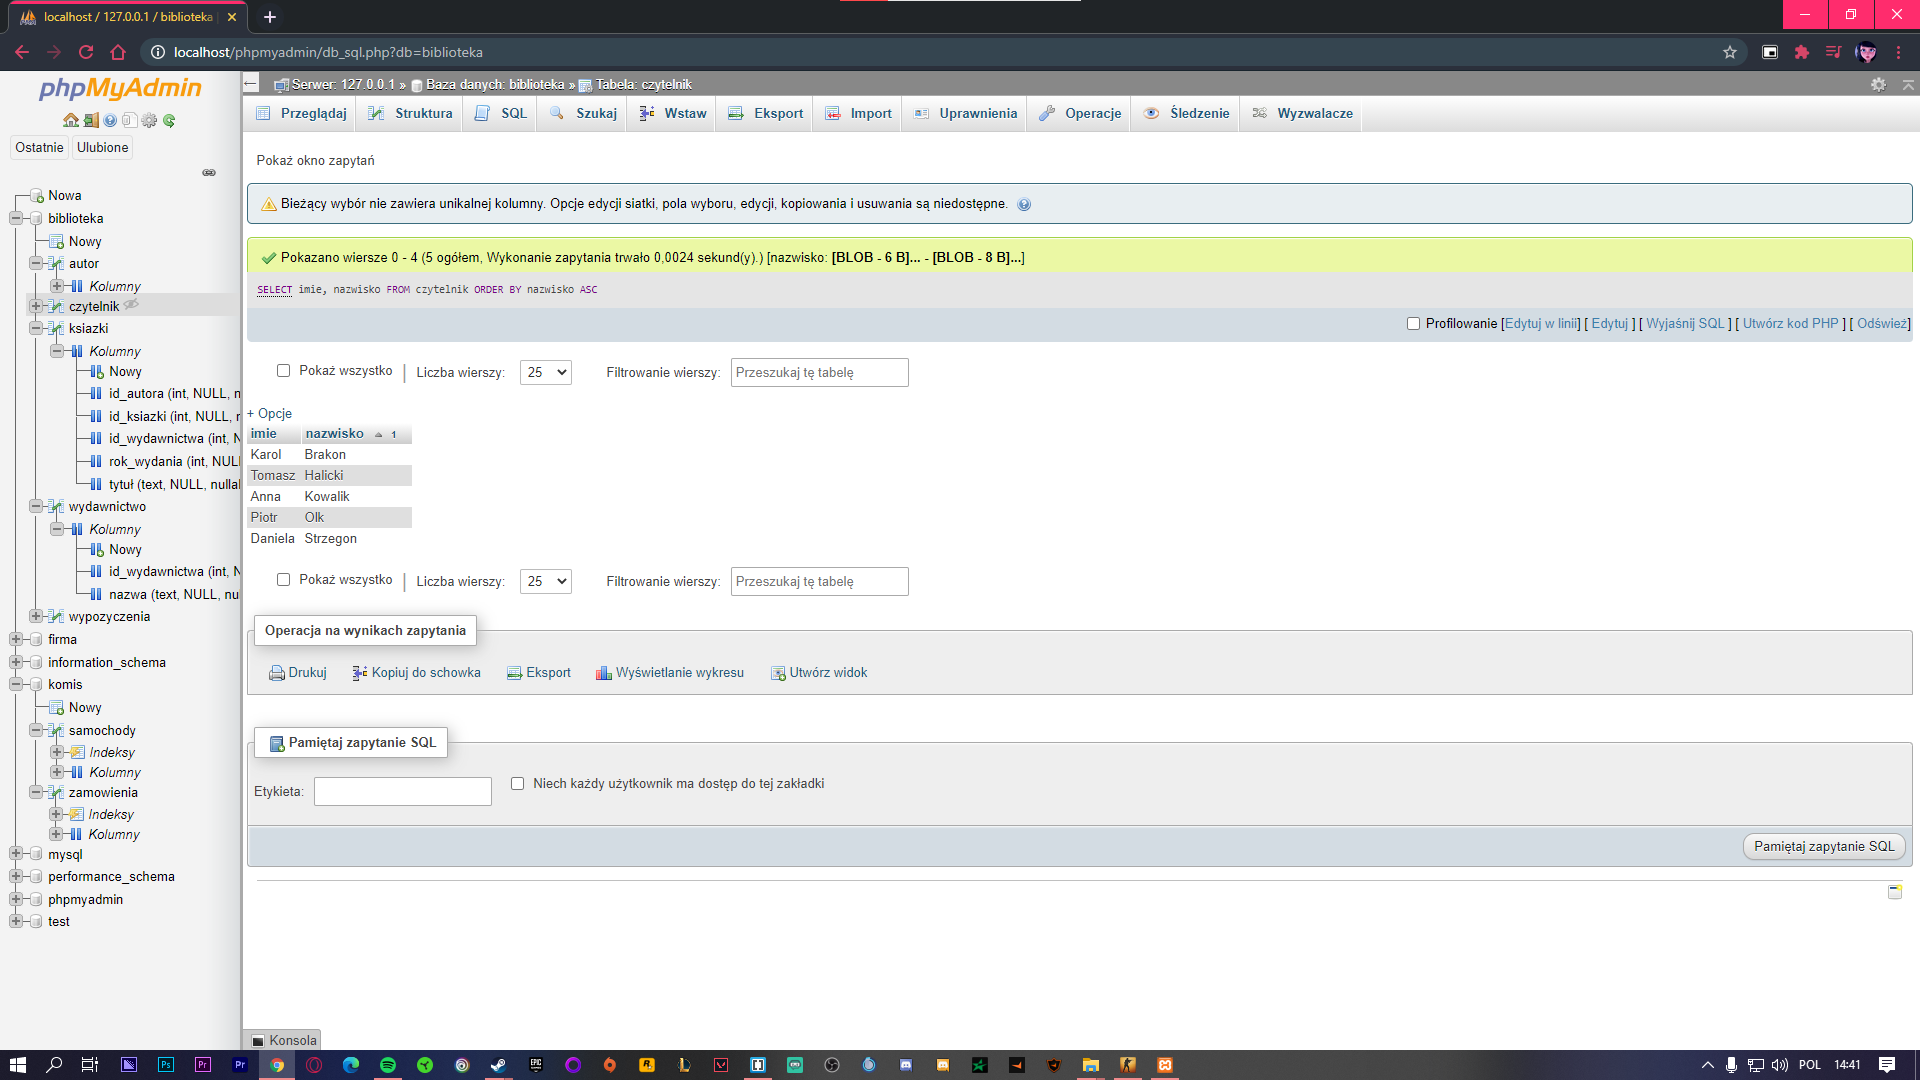 localhost / 127.0.0.1 / biblioteka
localhost/phpmyadmin/db_sql.php?db=biblioteka
phpMyAdmin
Ostatnie Ulubione
Nowa
biblioteka
Nowy
autor
Kolumny
czytelnik
ksiazki
Kolumny
Nowy
id_autora (int, NULL, n
id_ksiazki (int, NULL, r
id_wydawnictwa (int, N
rok_wydania (int, NUL
tytuł (text, NULL, nulla
wydawnictwo
Kolumny
Nowy
id_wydawnictwa (int, N
nazwa (text, NULL, nu
wypozyczenia
firma
information_schema
komis
Nowy
samochody
Indeksy
Kolumny
zamowienia
Indeksy
Kolumny
mysql
performance_schema
phpmyadmin
test
Serwer: 127.0.0.1 » Baza danych: biblioteka » Tabela: czytelnik
Przeglądaj Struktura SQL Szukaj Wstaw Eksport Import Uprawnienia Operacje Śledzenie Wyzwalacze
Pokaż okno zapytań
Bieżący wybór nie zawiera unikalnej kolumny. Opcje edycji siatki, pola wyboru, edycji, kopiowania i usuwania są niedostępne.
Pokazano wiersze 0 - 4 (5 ogółem, Wykonanie zapytania trwało 0,0024 sekund(y).) [nazwisko: [BLOB - 6 B]... - [BLOB - 8 B]...]
SELECT imie, nazwisko FROM czytelnik ORDER BY nazwisko ASC
Profilowanie [Edytuj w linii] [ Edytuj ] [ Wyjaśnij SQL ] [ Utwórz kod PHP ] [ Odśwież]
Pokaż wszystko | Liczba wierszy: 25 Filtrowanie wierszy: Przeszukaj tę tabelę
+ Opcje
imie nazwisko 1
Karol Brakon
Tomasz Halicki
Anna Kowalik
Piotr Olk
Daniela Strzegon
Pokaż wszystko | Liczba wierszy: 25 Filtrowanie wierszy: Przeszukaj tę tabelę
Operacja na wynikach zapytania
Drukuj Kopiuj do schowka Eksport Wyświetlanie wykresu Utwórz widok
Pamiętaj zapytanie SQL
Etykieta: Niech każdy użytkownik ma dostęp do tej zakładki
Pamiętaj zapytanie SQL
Konsola
Ps Pr Pr EPIC POL 14:41